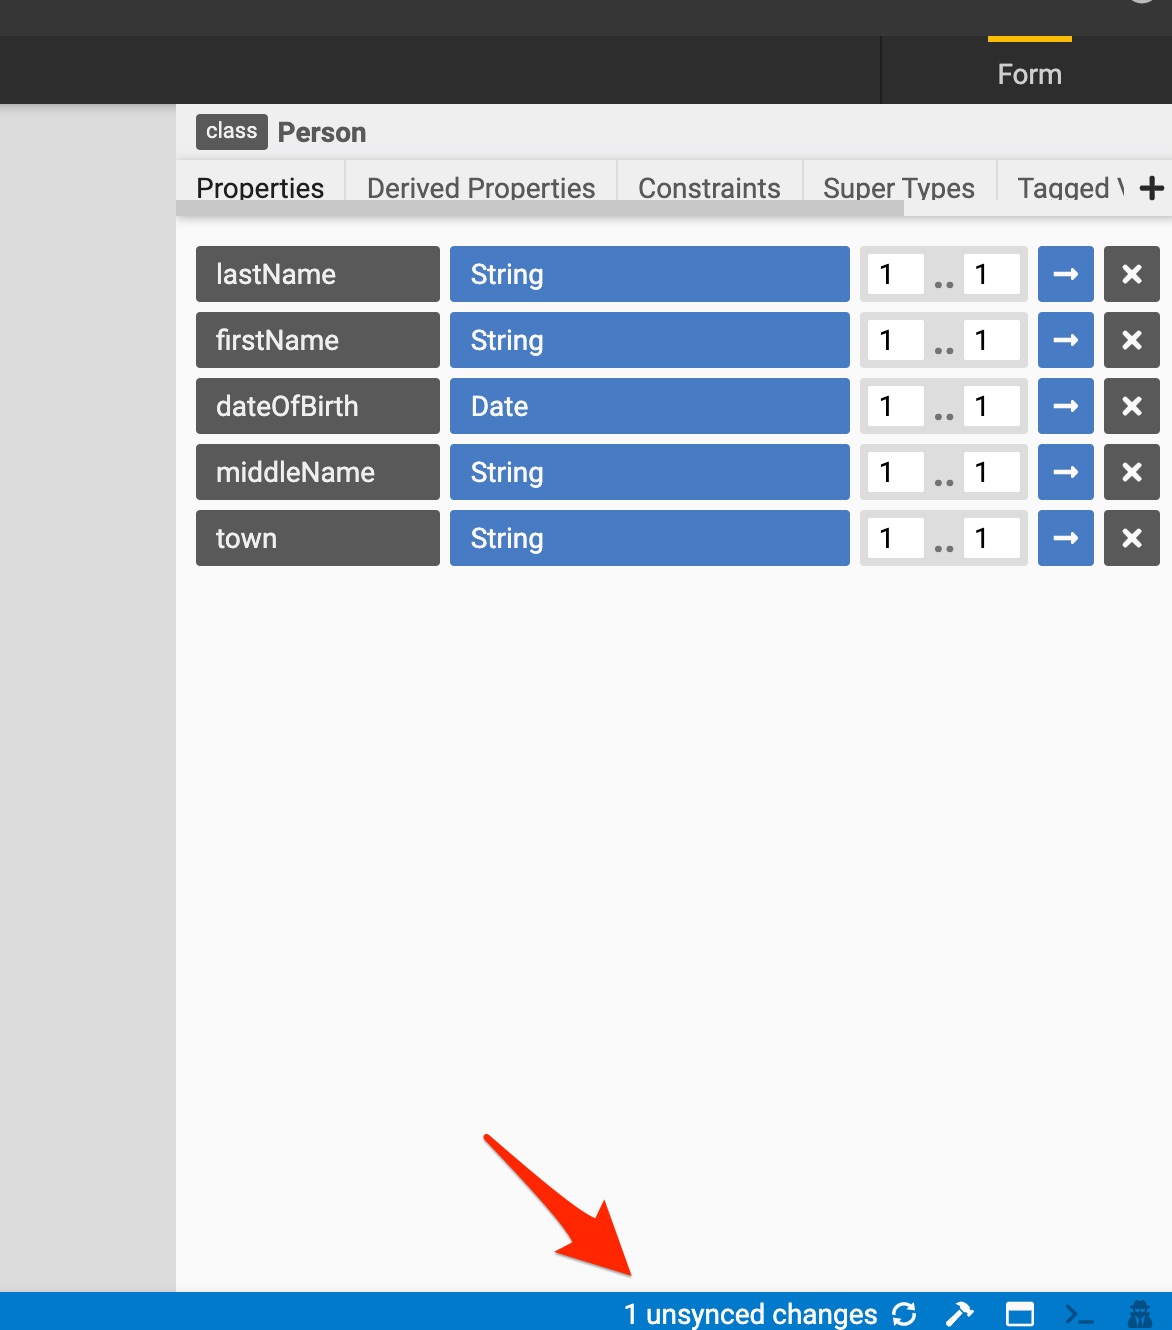 Form
class Person
Properties Derived Properties Constraints Super Types Tagged
lastName String 1 .. 1
firstName String 1 .. 1
dateOfBirth Date 1 .. 1
middleName String 1 .. 1
town String 1 .. 1
1 unsynced changes